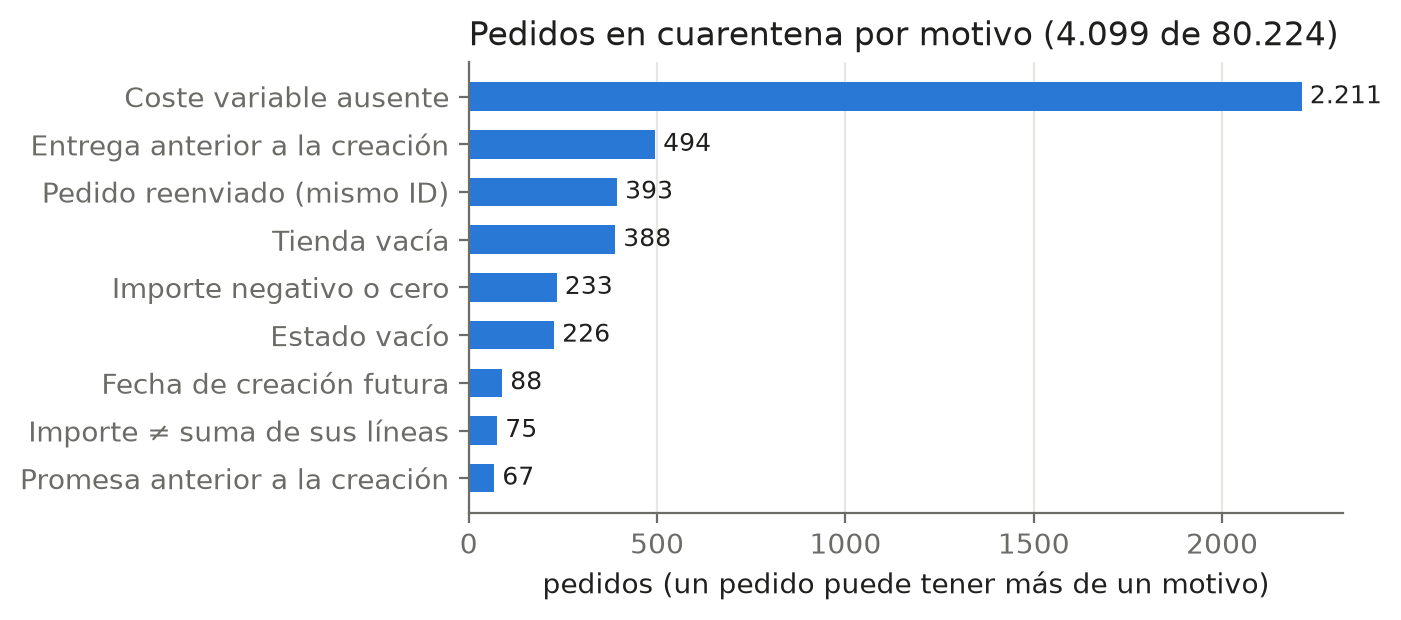 Pedidos en cuarentena por motivo (4.099 de 80.224)
Coste variable ausente 2.211
Entrega anterior a la creación 494
Pedido reenviado (mismo ID) 393
Tienda vacía 388
Importe negativo o cero 233
Estado vacío 226
Fecha de creación futura 88
Importe ≠ suma de sus líneas 75
Promesa anterior a la creación 67
0 500 1000 1500 2000
pedidos (un pedido puede tener más de un motivo)